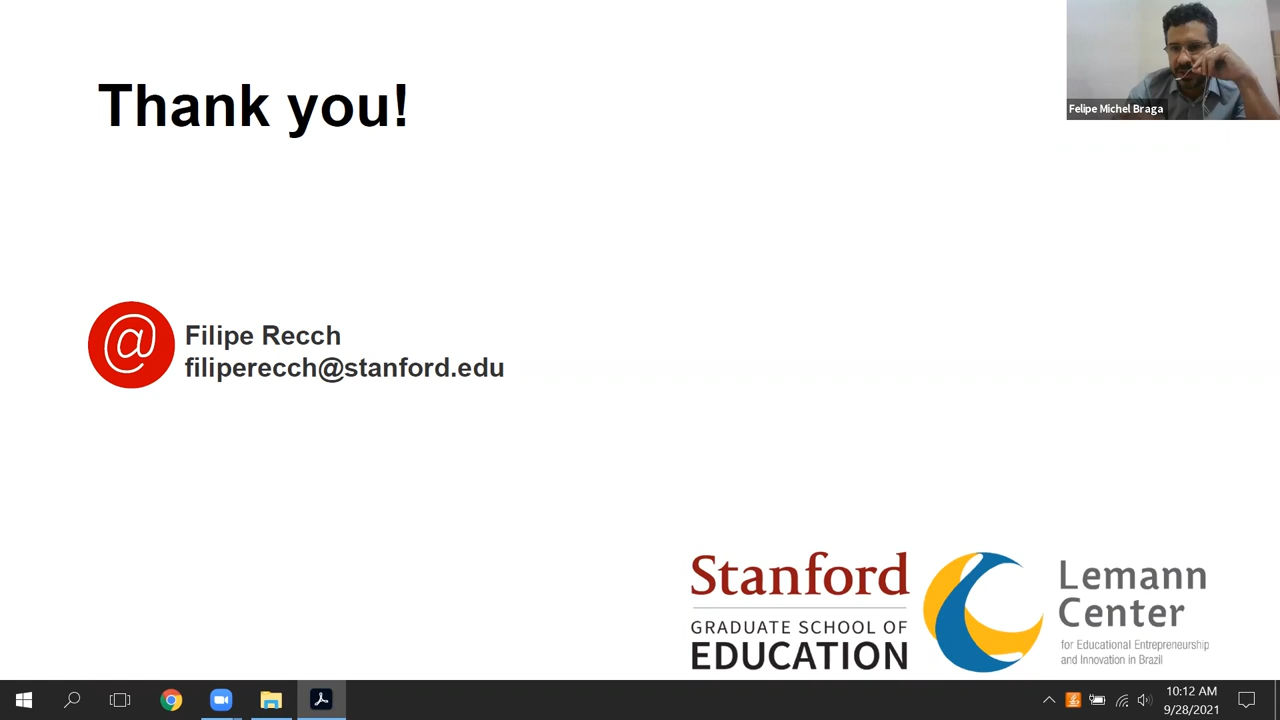 Thank you!
Felipe Michel Braga
@
Filipe Recch
filiperecch@stanford.edu
Stanford
GRADUATE SCHOOL OF
EDUCATION
Lemann
Center
for Educational Entrepreneurship
and Innovation in Brazil
10:12 AM
9/28/2021